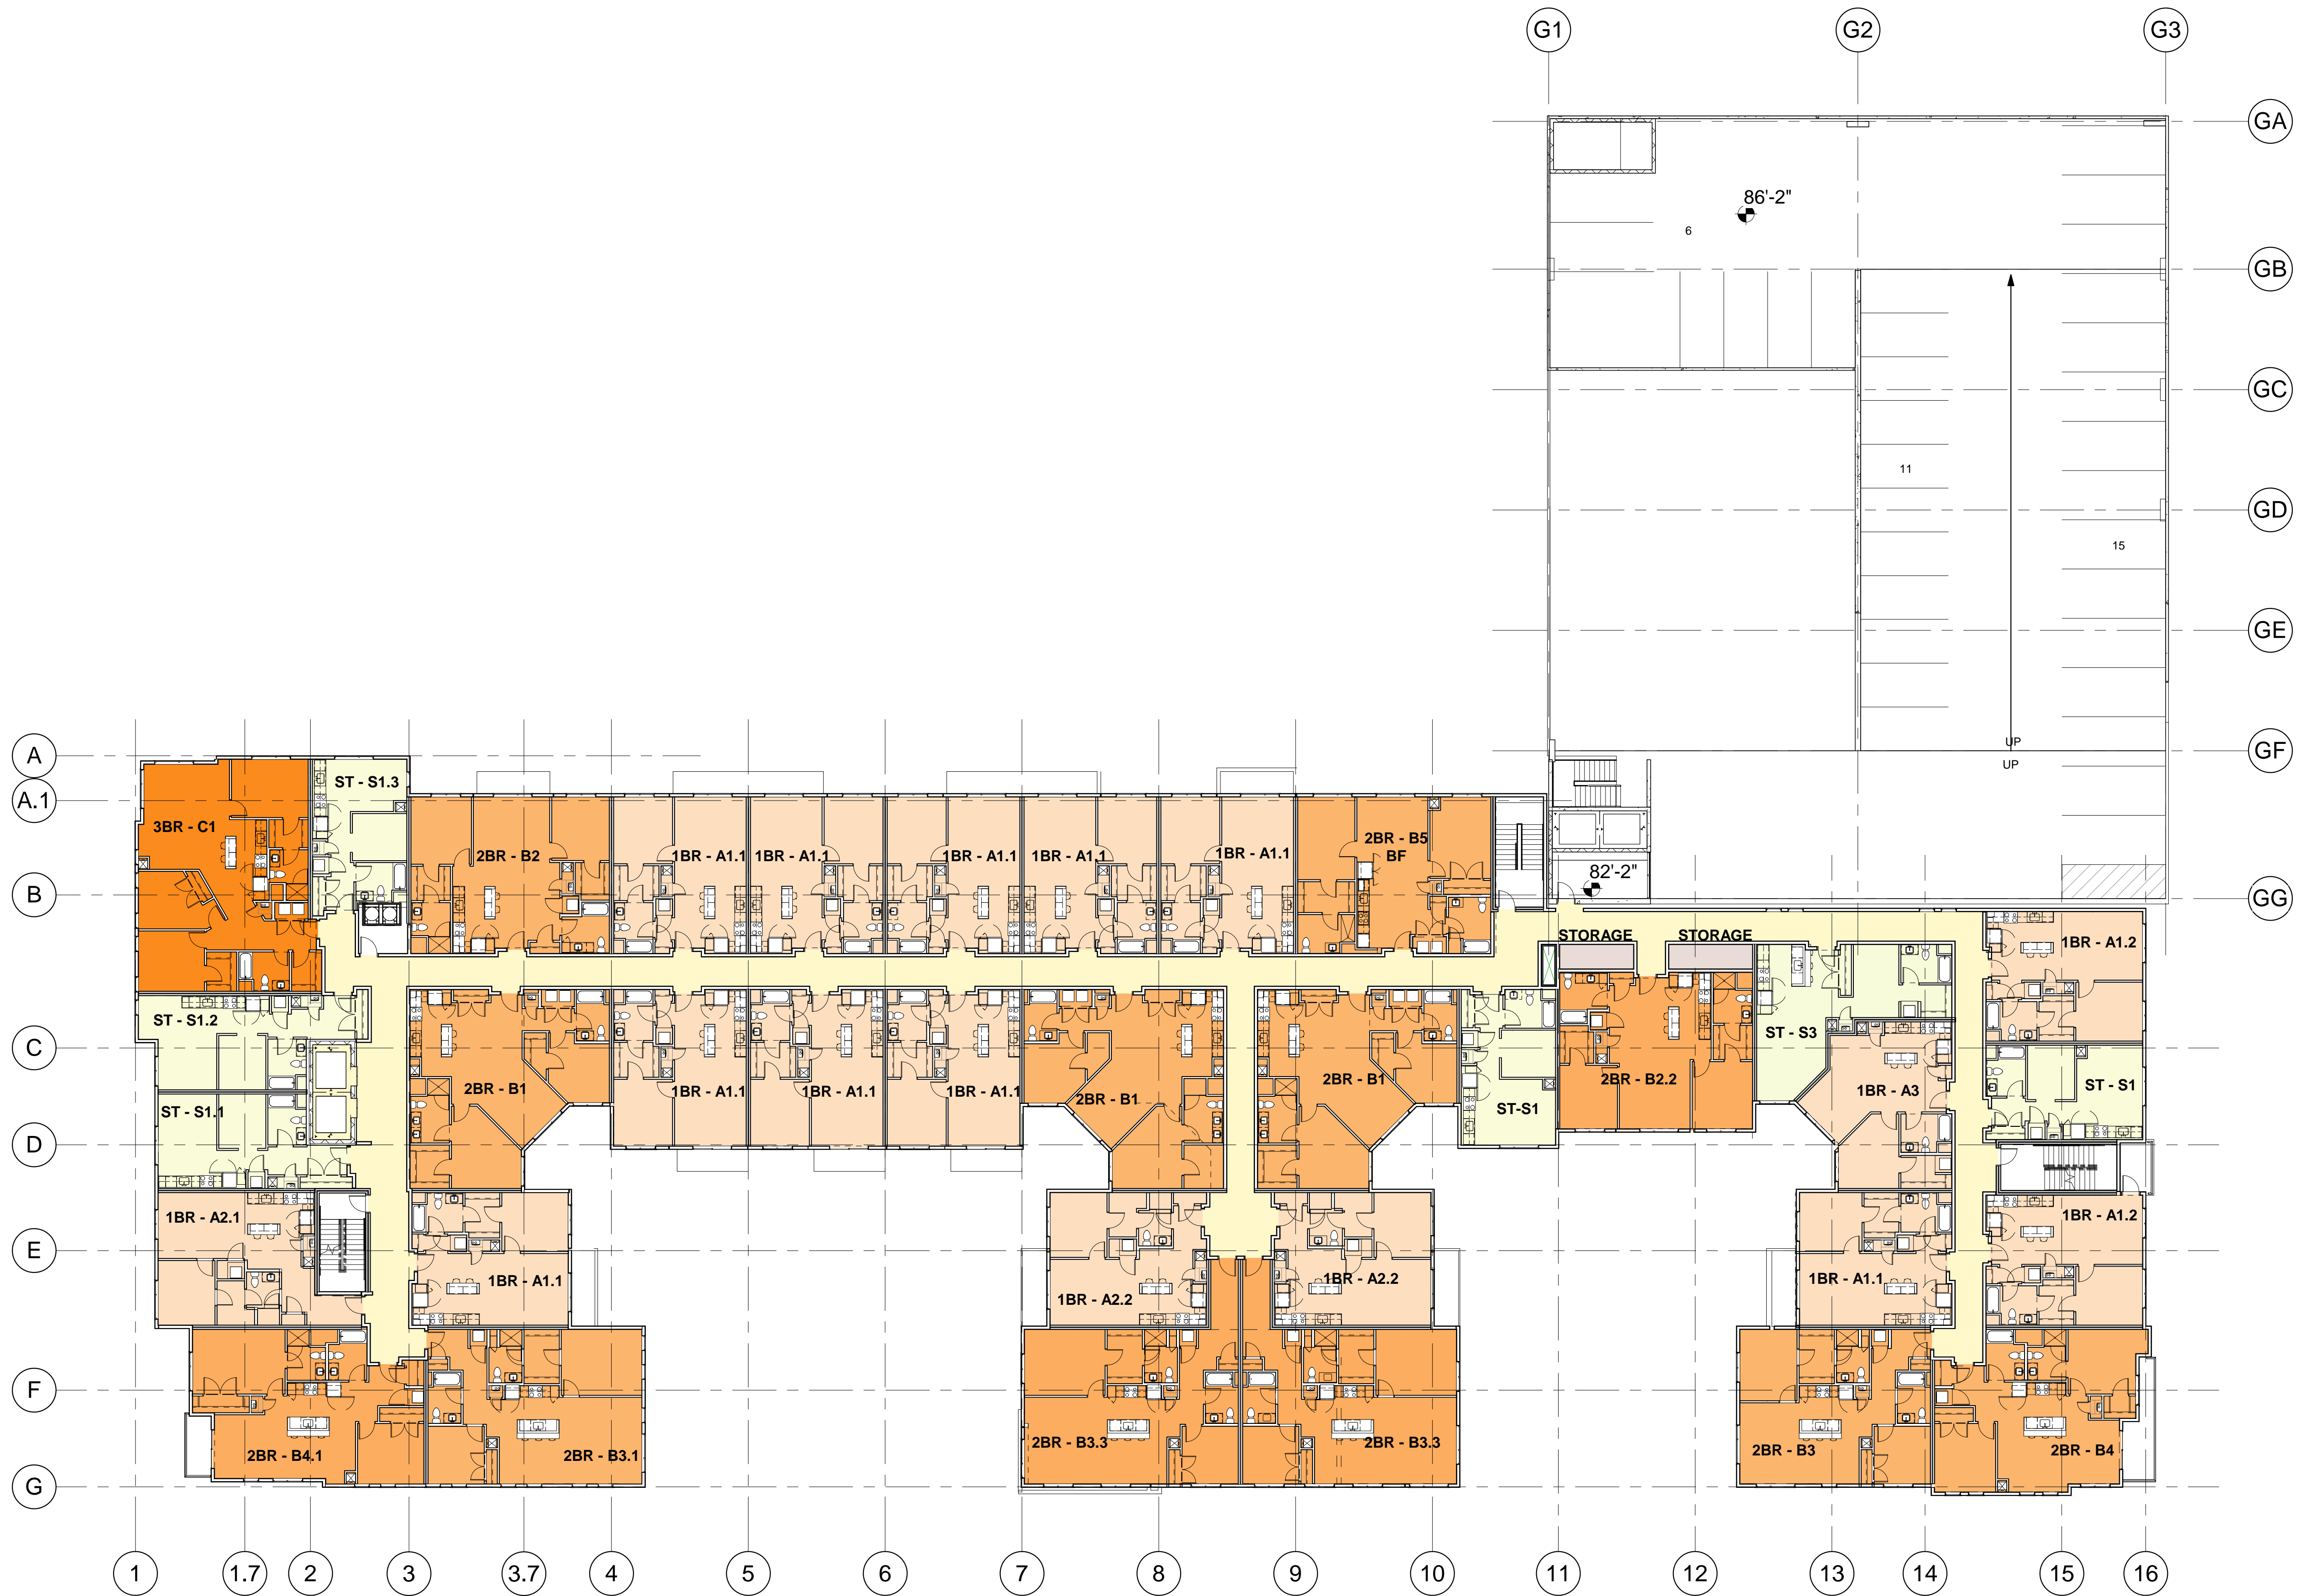 G1
G2
G3
GA
86'-2"
6
GB
GC
11
GD
15
GE
UP
GF
UP
A
ST - S1.3
A.1
3BR - C1
2BR - B2
1BR - A1.1
1BR - A1.1
1BR - A1.1
1BR - A1.1
1BR - A1.1
2BR - B5
BF
82'-2"
B
GG
STORAGE
STORAGE
1BR - A1.2
ST - S1.2
ST - S3
C
2BR - B1
1BR - A1.1
1BR - A1.1
1BR - A1.1
2BR - B1
2BR - B1
2BR - B2.2
1BR - A3
ST - S1
ST - S1.1
ST-S1
D
1BR - A2.1
1BR - A1.2
E
1BR - A1.1
1BR - A2.2
1BR - A2.2
1BR - A1.1
F
2BR - B4.1
2BR - B3.1
2BR - B3.3
2BR - B3.3
2BR - B3
2BR - B4
G
1
1.7
2
3
3.7
4
5
6
7
8
9
10
11
12
13
14
15
16